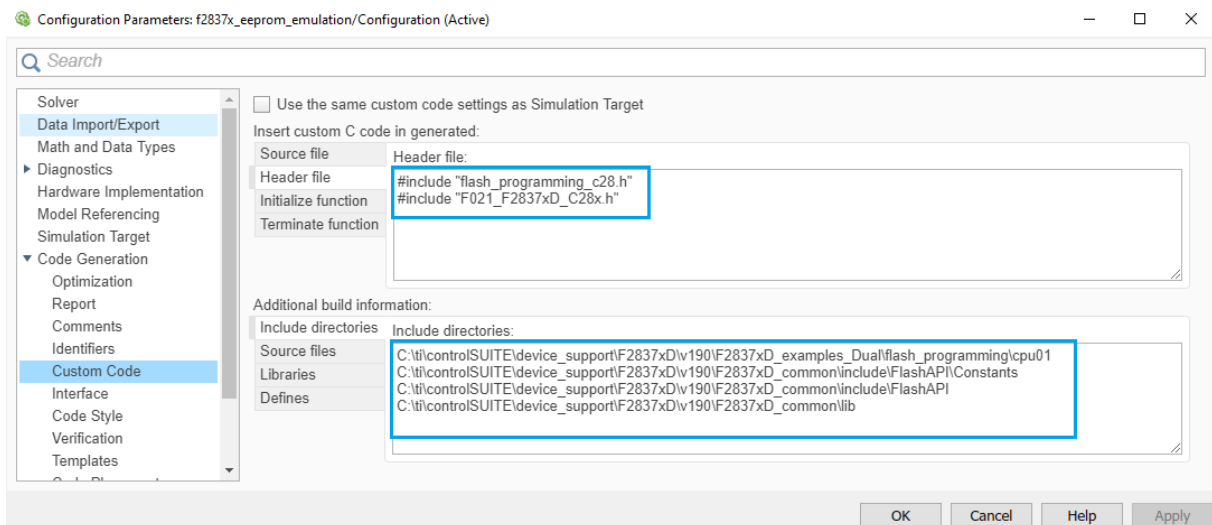 Configuration Parameters: f2837x_eeprom_emulation/Configuration (Active)
Search
Solver
Data Import/Export
Math and Data Types
Diagnostics
Hardware Implementation
Model Referencing
Simulation Target
Code Generation
Optimization
Report
Comments
Identifiers
Custom Code
Interface
Code Style
Verification
Templates
Use the same custom code settings as Simulation Target
Insert custom C code in generated:
Source file
Header file
Initialize function
Terminate function
Header file:
#include "flash_programming_c28.h"
#include "F021_F2837xD_C28x.h"
Additional build information:
Include directories
Source files
Libraries
Defines
Include directories:
C:\ti\controlSUITE\device_support\F2837xD\v190\F2837xD_examples_Dual\flash_programming\cpu01
C:\ti\controlSUITE\device_support\F2837xD\v190\F2837xD_common\include\FlashAPI\Constants
C:\ti\controlSUITE\device_support\F2837xD\v190\F2837xD_common\include\FlashAPI
C:\ti\controlSUITE\device_support\F2837xD\v190\F2837xD_common\lib
OK
Cancel
Help
Apply